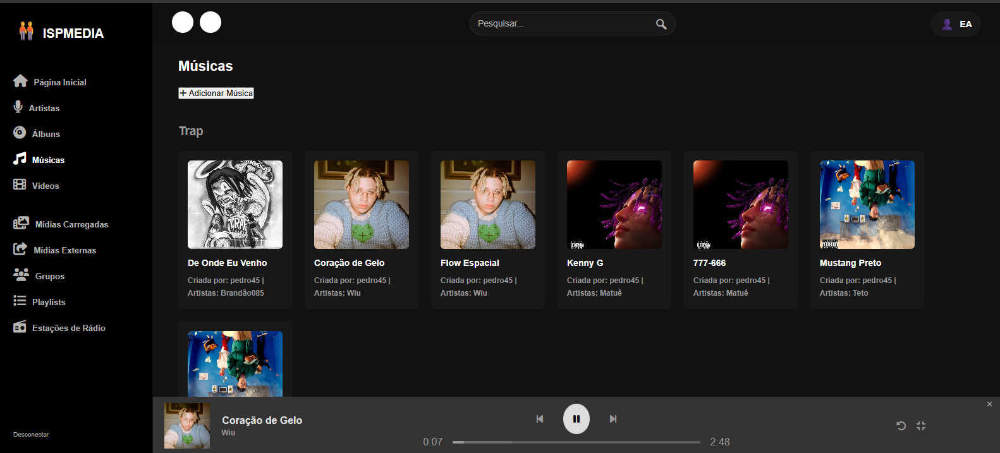 ISPMEDIA
Pesquisar...
EA
Página Inicial
Artistas
Álbuns
Músicas
Vídeos
Mídias Carregadas
Mídias Externas
Grupos
Playlists
Estações de Rádio
Desconectar
Músicas
+ Adicionar Música
Trap
De Onde Eu Venho
Criada por: pedro45 |
Artistas: Brandão085
Coração de Gelo
Criada por: pedro45 |
Artistas: Wiu
Flow Espacial
Criada por: pedro45 |
Artistas: Wiu
Kenny G
Criada por: pedro45 |
Artistas: Matuê
777-666
Criada por: pedro45 |
Artistas: Matuê
Mustang Preto
Criada por: pedro45 |
Artistas: Teto
Coração de Gelo
Wiu
0:07
2:48